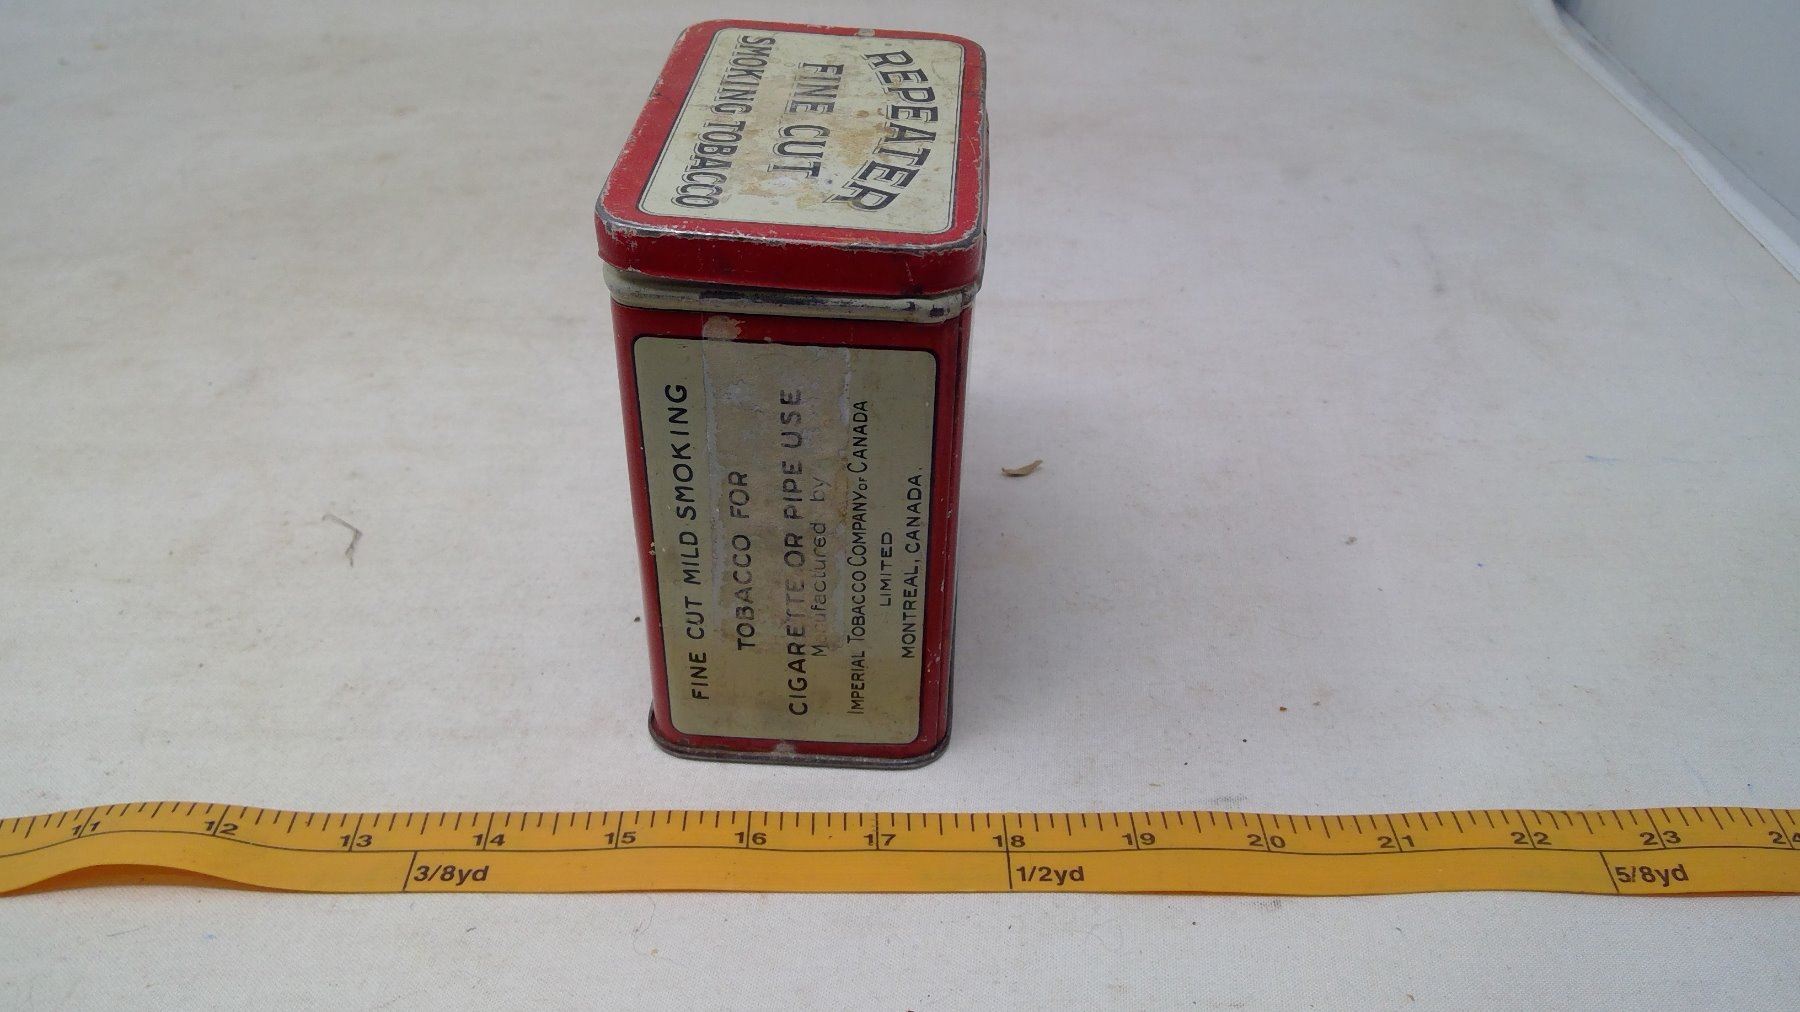 REPEATER
FINE CUT
SMOKING TOBACCO
FINE CUT MILD SMOKING
TOBACCO FOR
CIGARETTE OR PIPE USE
Manufactured by
IMPERIAL TOBACCO COMPANY OF CANADA
LIMITED
MONTREAL, CANADA.
11 12 13 14 15 16 17 18 19 20 21 22 23 24
3/8yd 1/2yd 5/8yd